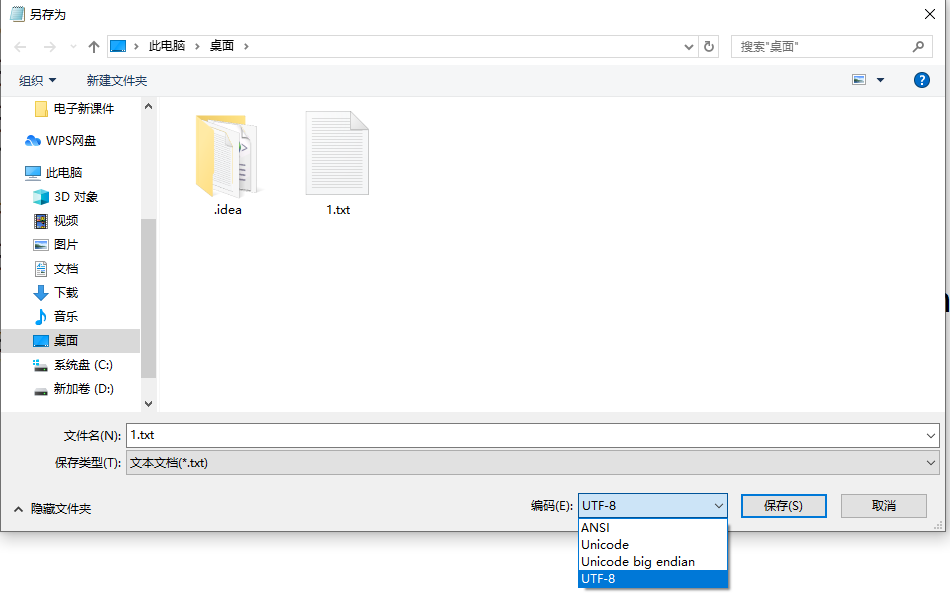 另存为
此电脑 桌面
搜索"桌面"
组织 新建文件夹
电子新课件
WPS网盘
此电脑
3D 对象
视频
图片
文档
下载
音乐
桌面
系统盘 (C:)
新加卷 (D:)
.idea
1.txt
文件名(N): 1.txt
保存类型(T): 文本文档(*.txt)
隐藏文件夹
编码(E): UTF-8
保存(S)
取消
ANSI
Unicode
Unicode big endian
UTF-8